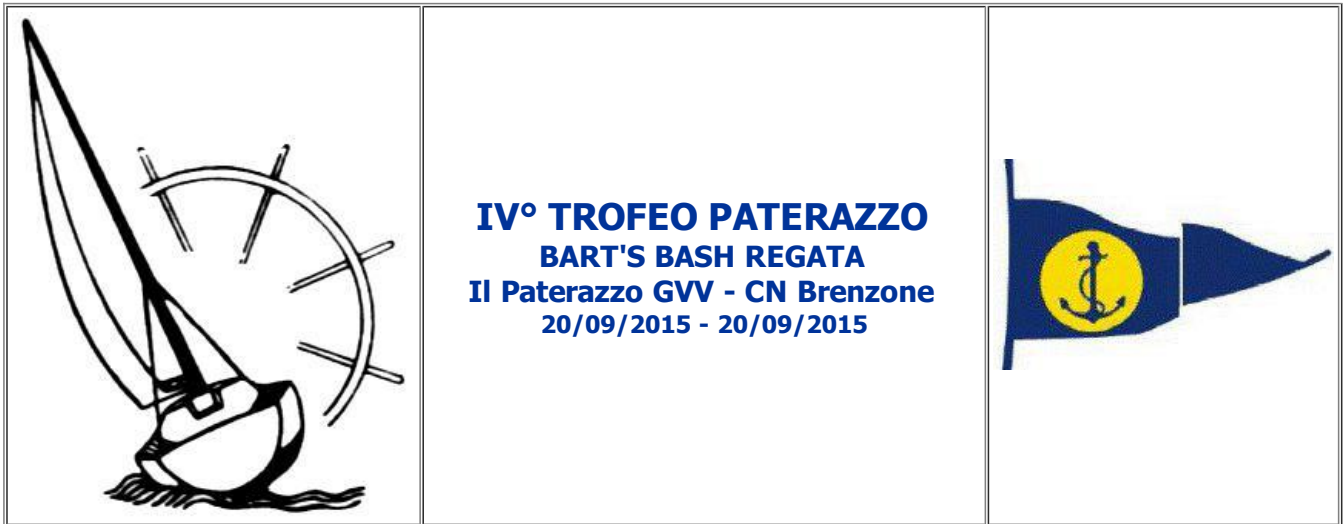 IV° TROFEO PATERAZZO
BART'S BASH REGATA
Il Paterazzo GVV - CN Brenzone
20/09/2015 - 20/09/2015